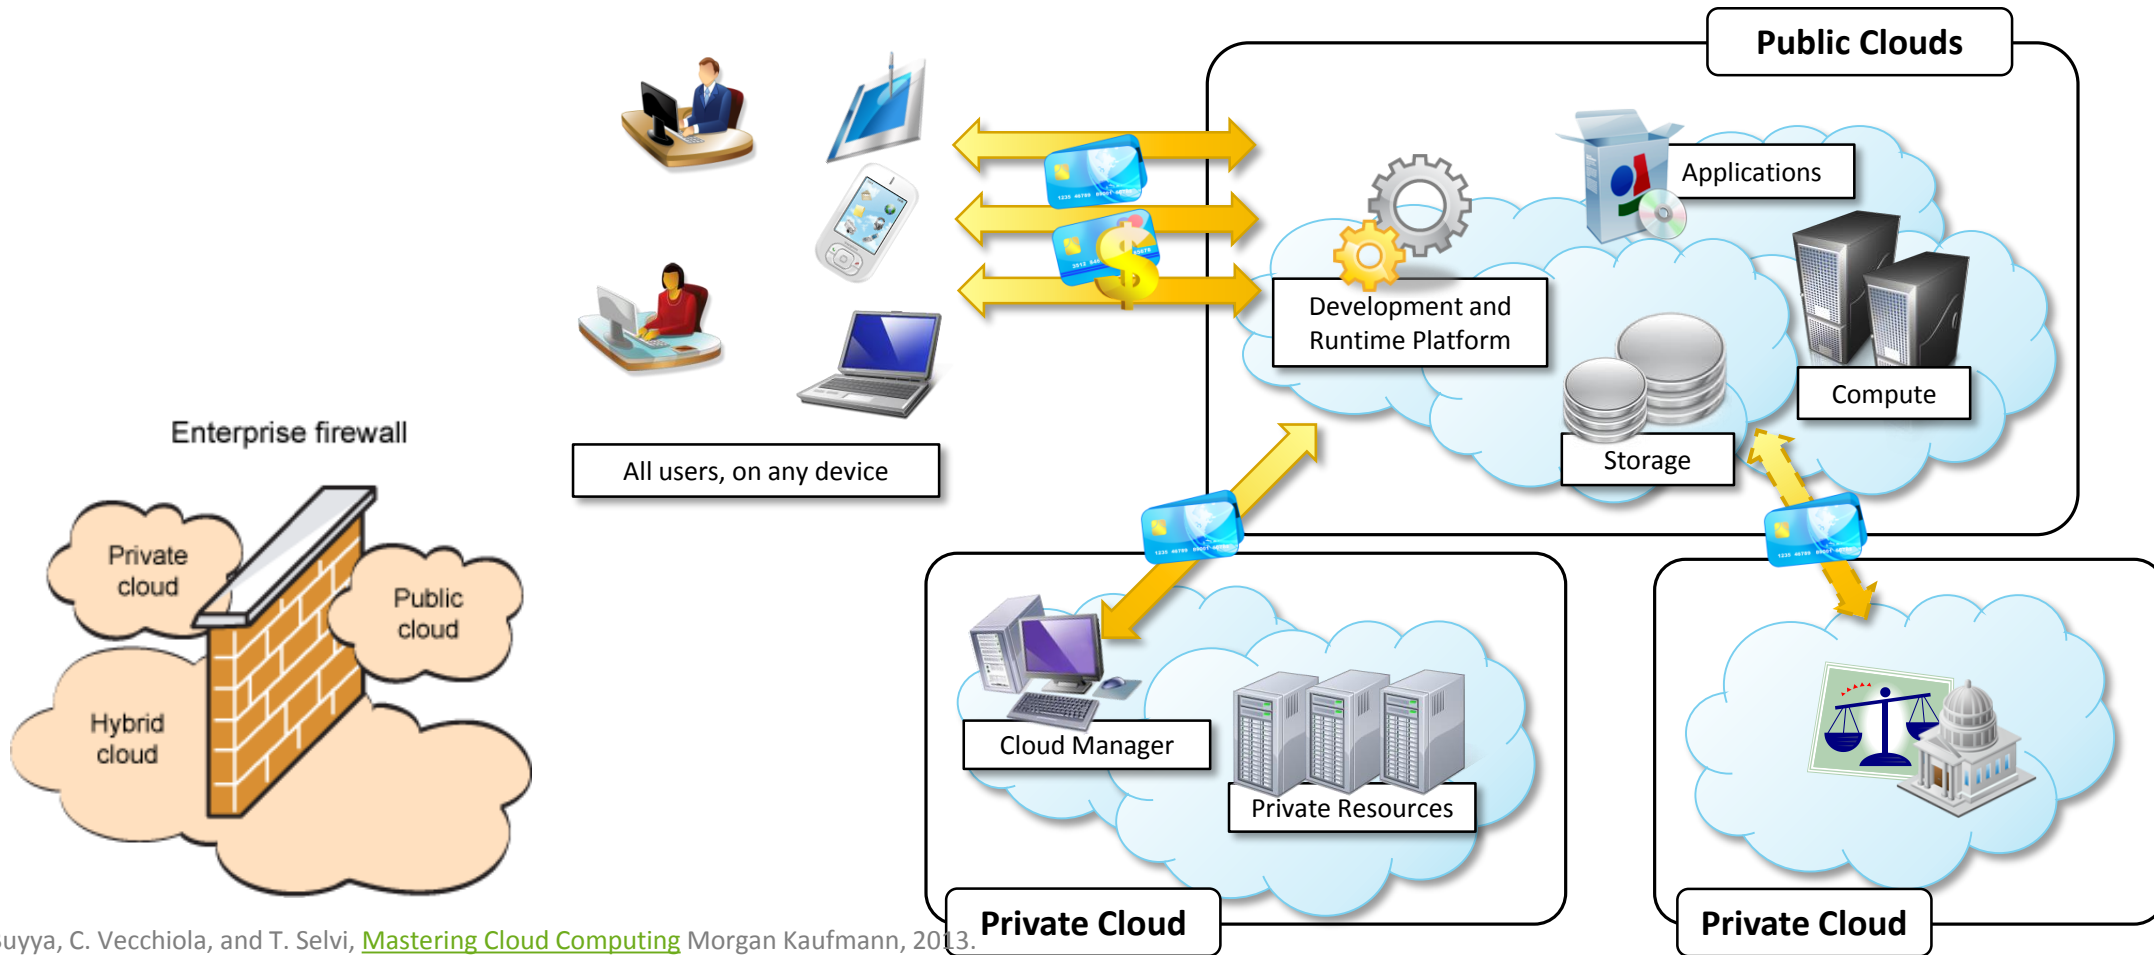 Public Clouds
Applications
Development and
Runtime Platform
Compute
Storage
All users, on any device
Enterprise firewall
Private
cloud
Public
cloud
Hybrid
cloud
Cloud Manager
Private Resources
Private Cloud
Private Cloud
$
uyya, C. Vecchiola, and T. Selvi, Mastering Cloud Computing Morgan Kaufmann, 2013.